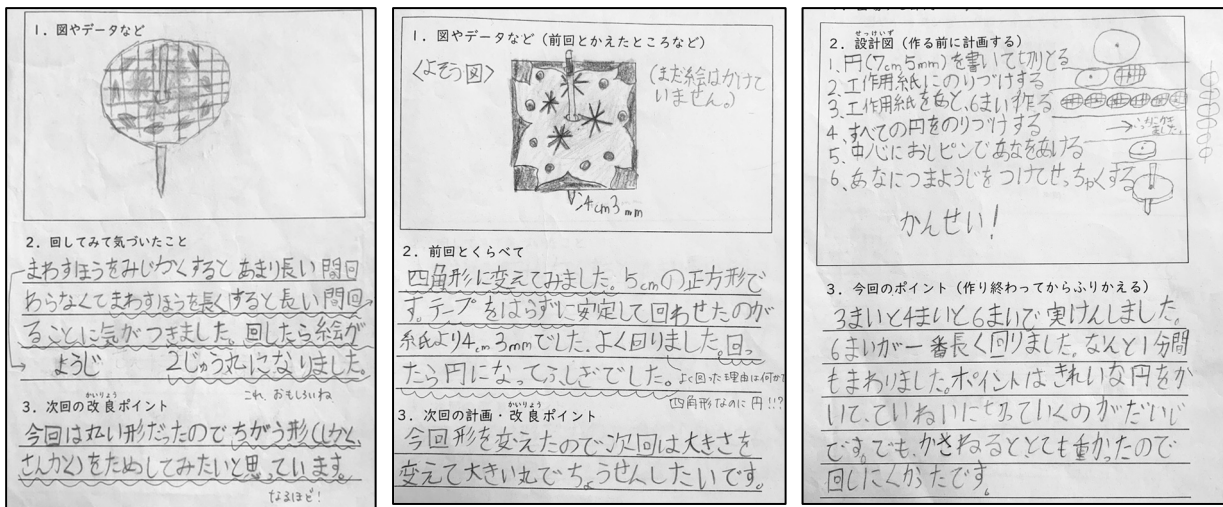 1. 図やデータなど
2. 回してみて気づいたこと
まわすほうをみじかくすると あまり長い間回
わらなくてまわすほうを長くすると長い間回
ることに気がつきました。回したら絵が
ようじ
2じゅう丸になりました。
これ、おもしろいね
3. 次回の改良ポイント
かいりょう
今回は丸い形だったのでちがう形(しかく、
さんかく)をためしてみたいと思っています。
なるほど!
1. 図やデータなど(前回とかえたところなど)
〈よそう図〉
(まだ絵はかけて
いません。)
4cm3mm
2. 前回とくらべて
四角形に変えてみました。5cmの正方形で
す。テープをはらずに安定して回わせたのが
紙より4cm3mmでした。よく回りました。回っ
たら円になってふしぎでした。
よく回った理由は何か
四角形なのに円!!?
3. 次回の計画・改良ポイント
かいりょう
今回形を変えたので次回は大きさを
変えて大きい丸でちょうせんしたいです。
2. 設計図(作る前に計画する)
せっけいず
1、円(7cm5mm)を書いて切りとる
2、工作用紙にのりづけする
3、工作用紙をあと、6まい作る
4、すべての円をのりづけする
5、中心におしピンであなをあける
6、あなにつまようじをつけてせっちゃくする
かんせい!
3. 今回のポイント(作り終わってからふりかえる)
3まいと4まいと6まいで実けんしました。
6まいが一番長く回りました。なんと1分間
もまわりました。ポイントはきれいな円をか
いて、ていねいに切っていくのがだいじ
です。でも、かさねるととても重かったので
回しにくかったです。